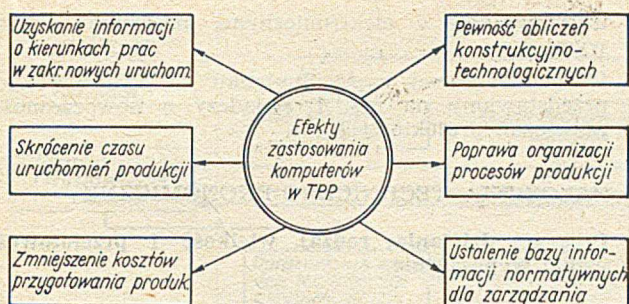 Uzyskanie informacji
o kierunkach prac
w zakr. nowych uruchom.
Pewność obliczeń
konstrukcyjno-
technologicznych
Efekty
zastosowania
komputerów
w TPP
Skrócenie czasu
uruchomień produkcji
Poprawa organizacji
procesów produkcji
Zmniejszenie kosztów
przygotowania produk.
Ustalenie bazy infor-
macji normatywnych
dla zarządzania